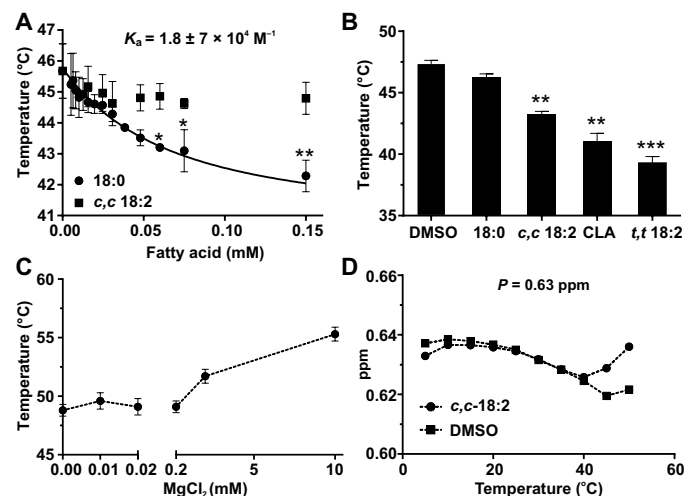 A
Kₐ = 1.8 ± 7 × 10⁴ M⁻¹
Temperature (°C)
46
45
44
43
42
41
*
*
**
18:0
c,c 18:2
0.00
0.05
0.10
0.15
Fatty acid (mM)
B
Temperature (°C)
50
45
40
35
**
**
***
DMSO
18:0
c,c 18:2
CLA
t,t 18:2
C
Temperature (°C)
60
55
50
45
0.00
0.01
0.02
0.2
5
10
MgCl₂(mM)
D
P = 0.63 ppm
ppm
0.66
0.64
0.62
0.60
c,c-18:2
DMSO
0
20
40
60
Temperature (°C)